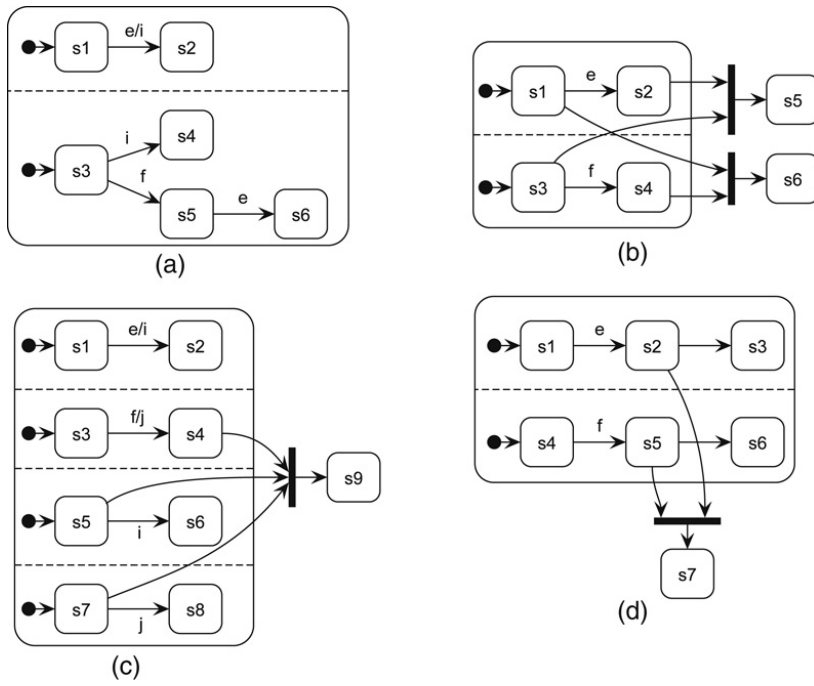 e/i
s1 s2
i s4
s3
f
s5 e s6
(a)
s1 e s2 s5
s3 f s4 s6
(b)
e/i
s1 s2
f/j
s3 s4
s9
s5 i s6
s7 j s8
(c)
s1 e s2 s3
s4 f s5 s6
s7
(d)